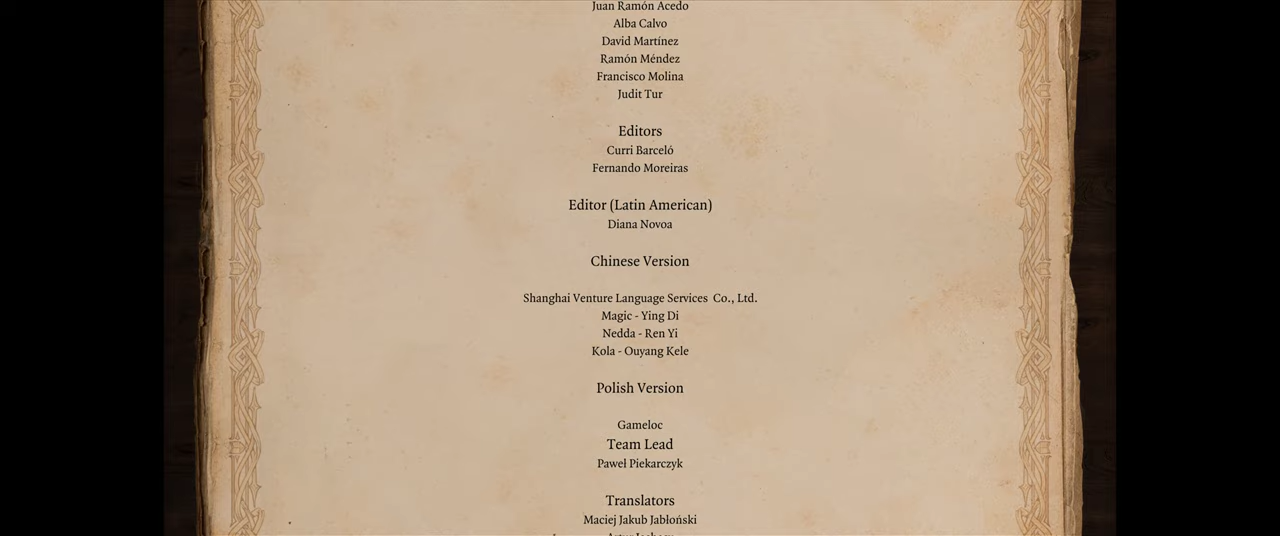 Juan Ramón Acedo
Alba Calvo
David Martínez
Ramón Méndez
Francisco Molina
Judit Tur
Editors
Curri Barceló
Fernando Moreiras
Editor (Latin American)
Diana Novoa
Chinese Version
Shanghai Venture Language Services  Co., Ltd.
Magic - Ying Di
Nedda - Ren Yi
Kola - Ouyang Kele
Polish Version
Gameloc
Team Lead
Paweł Piekarczyk
Translators
Maciej Jakub Jabłoński